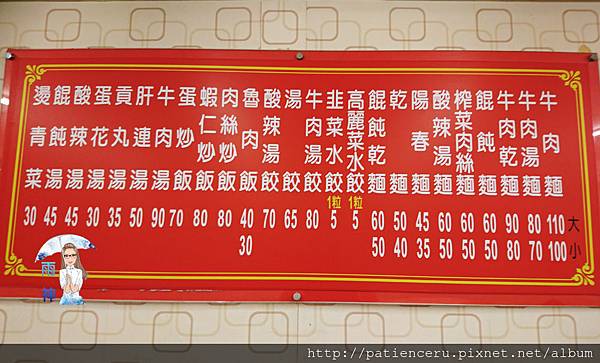 大 小
牛肉麵 110 100
牛肉湯麵 80 70
牛肉乾麵 90 80
餛飩麵 60 50
榨菜肉絲麵 60 50
酸辣湯麵 60 50
陽春麵 45 35
乾麵 50 40
餛飩乾麵 60 50
高麗菜水餃 1粒 5
韭菜水餃 1粒 5
牛肉湯餃 80
湯餃 65
酸辣湯餃 70
魯肉飯 40 30
肉絲炒飯 80
蝦仁炒飯 80
蛋炒飯 70
牛肉湯 90
肝連湯 50
貢丸湯 35
蛋花湯 30
酸辣湯 45
餛飩湯 45
燙青菜 30
雨神
http://patienceru.pixnet.net/album